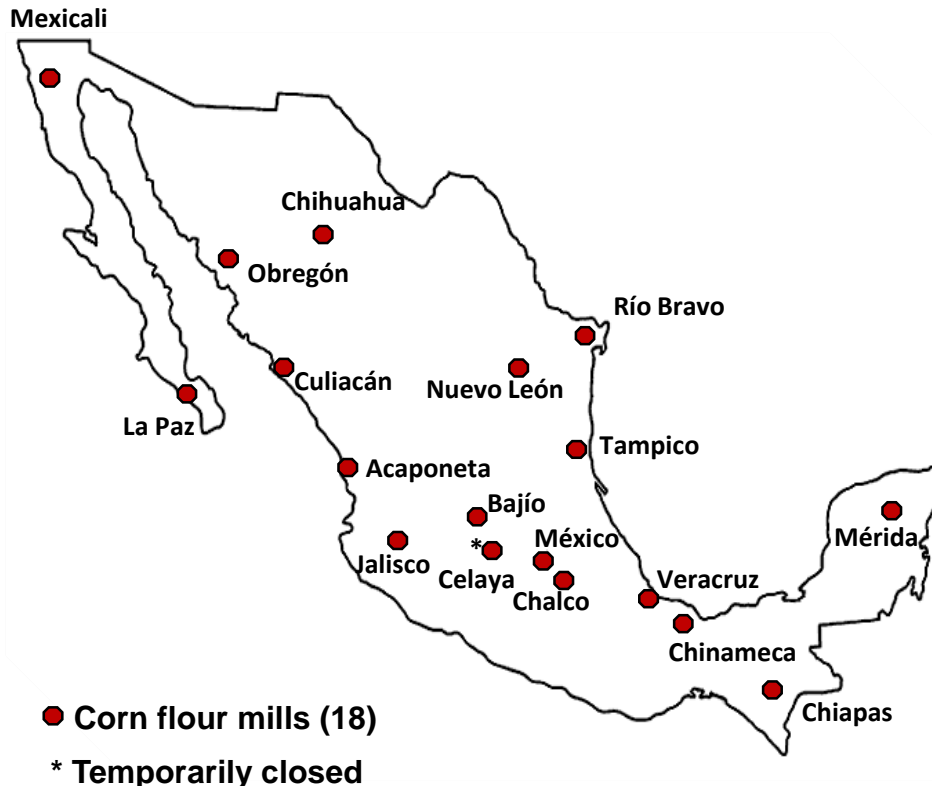 Mexicali
Chihuahua
Obregón
Río Bravo
Culiacán
Nuevo León
La Paz
Tampico
Acaponeta
Bajío
Mérida
México
Jalisco
*
Celaya
Veracruz
Chalco
Chinameca
Chiapas
Corn flour mills (18)
* Temporarily closed